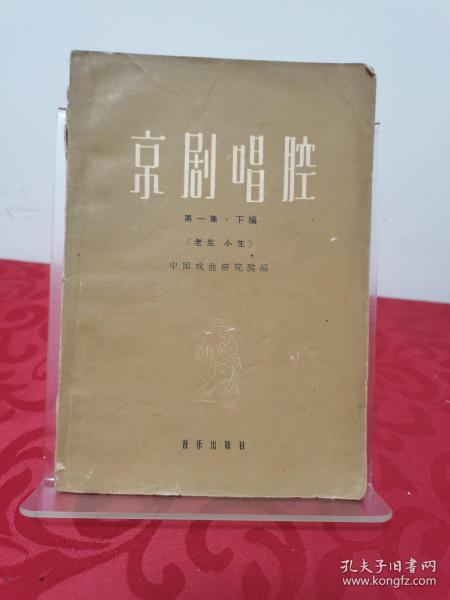 京剧唱腔
第一集·下编
（老生 小生）
中国戏曲研究院编
音乐出版社
孔夫子旧书网
www.kongfz.com